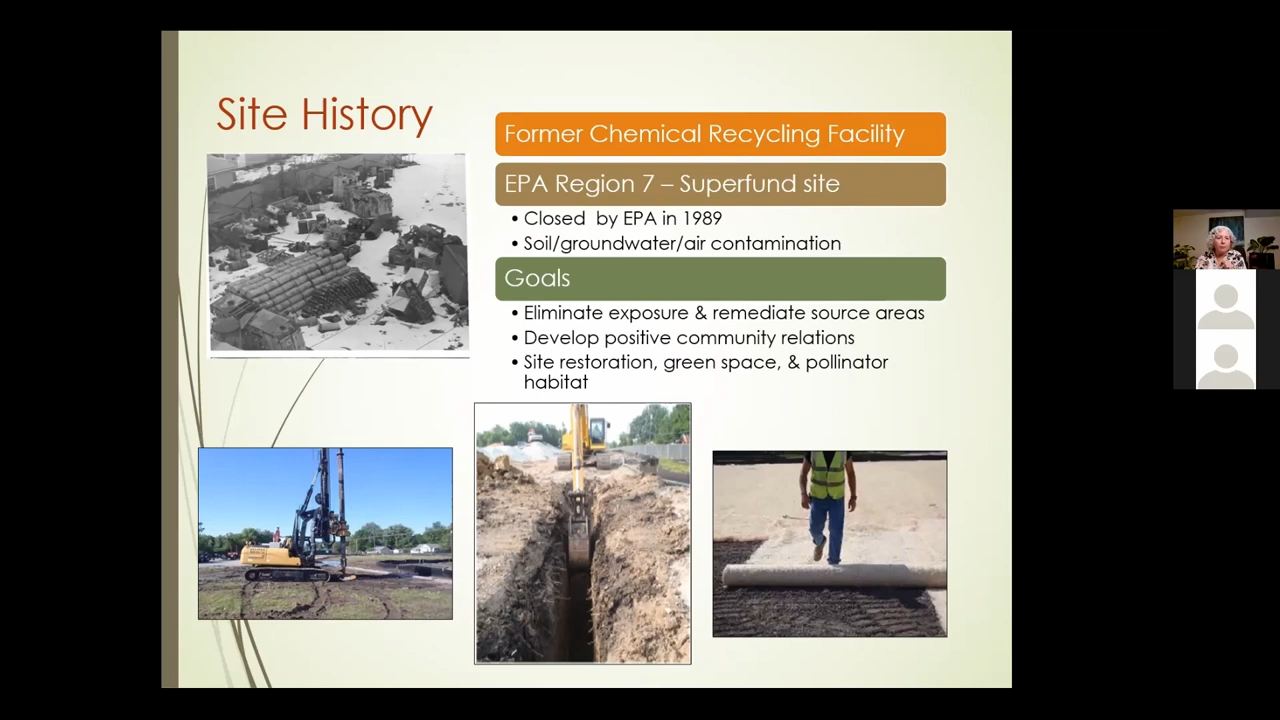 Site History
Former Chemical Recycling Facility
EPA Region 7 – Superfund site
• Closed by EPA in 1989
• Soil/groundwater/air contamination
Goals
• Eliminate exposure & remediate source areas
• Develop positive community relations
• Site restoration, green space, & pollinator
habitat